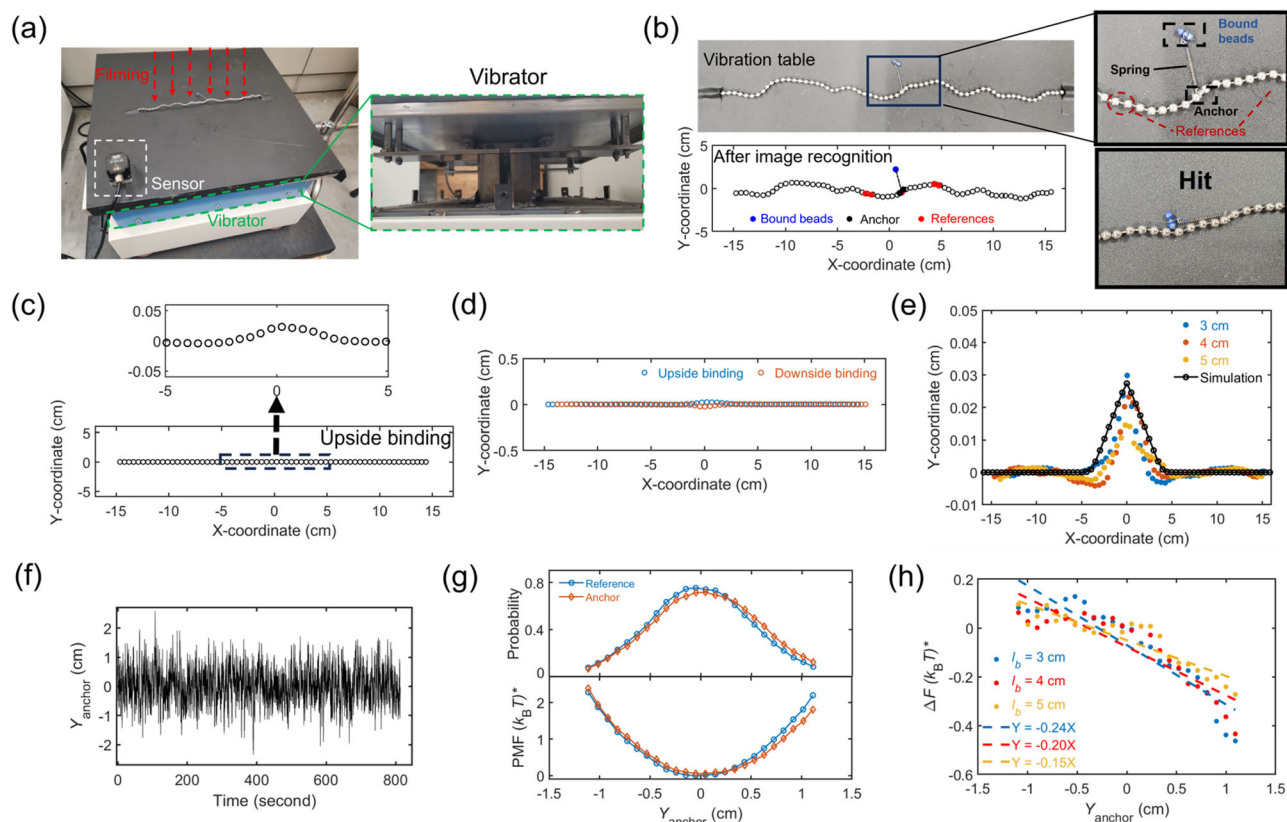 (a)
Filming
Sensor
Vibrator
Vibrator
(b)
Vibration table
Bound
beads
Spring
Anchor
References
Hit
After image recognition
Bound beads
Anchor
References
Y-coordinate (cm)
5
0
-5
-15
-10
-5
0
5
10
15
X-coordinate (cm)
(c)
0.05
0
-0.05
-5
0
5
Upside binding
Y-coordinate (cm)
5
0
-5
-15
-10
-5
0
5
10
15
X-coordinate (cm)
(d)
Y-coordinate (cm)
0.5
0
-0.5
Upside binding
Downside binding
-15
-10
-5
0
5
10
15
X-coordinate (cm)
(e)
Y-coordinate (cm)
0.05
0.04
0.03
0.02
0.01
0
-0.01
3 cm
4 cm
5 cm
Simulation
-15
-10
-5
0
5
10
15
X-coordinate (cm)
(f)
Y anchor (cm)
2
1
0
-1
-2
0
200
400
600
800
Time (second)
(g)
Probability
0.8
0.4
0
Reference
Anchor
PMF (k_B T)*
2
1
0
-1.5
-1
-0.5
0
0.5
1
1.5
Y anchor (cm)
(h)
ΔF (k_B T)*
0.2
0
-0.2
-0.4
-0.6
l_b = 3 cm
l_b = 4 cm
l_b = 5 cm
Y = -0.24X
Y = -0.20X
Y = -0.15X
-1.5
-1
-0.5
0
0.5
1
1.5
Y anchor (cm)